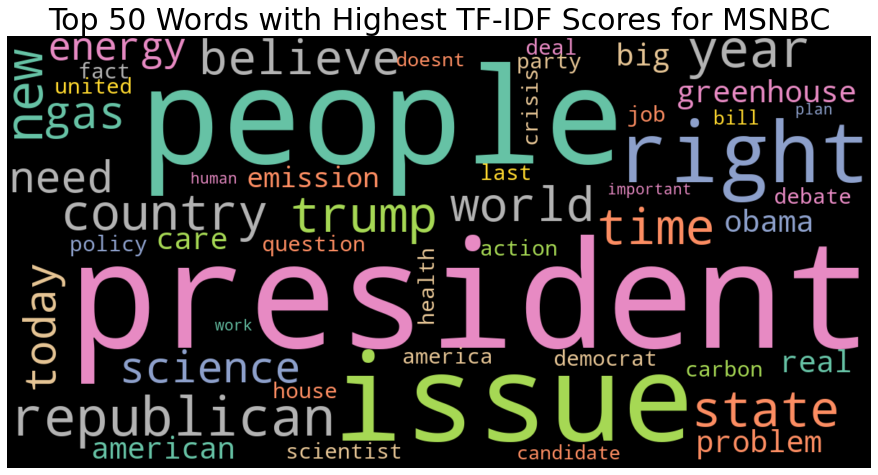 Top 50 Words with Highest TF-IDF Scores for MSNBC
energy
believe
doesnt
deal
party
big
year
new
fact
united
gas
people
crisis
greenhouse
job
bill
plan
right
need
human
emission
last
important
debate
country
trump
world
time
obama
policy
care
question
action
health
today
president
work
science
america
democrat
carbon
real
house
issue
republican
state
american
scientist
candidate
problem